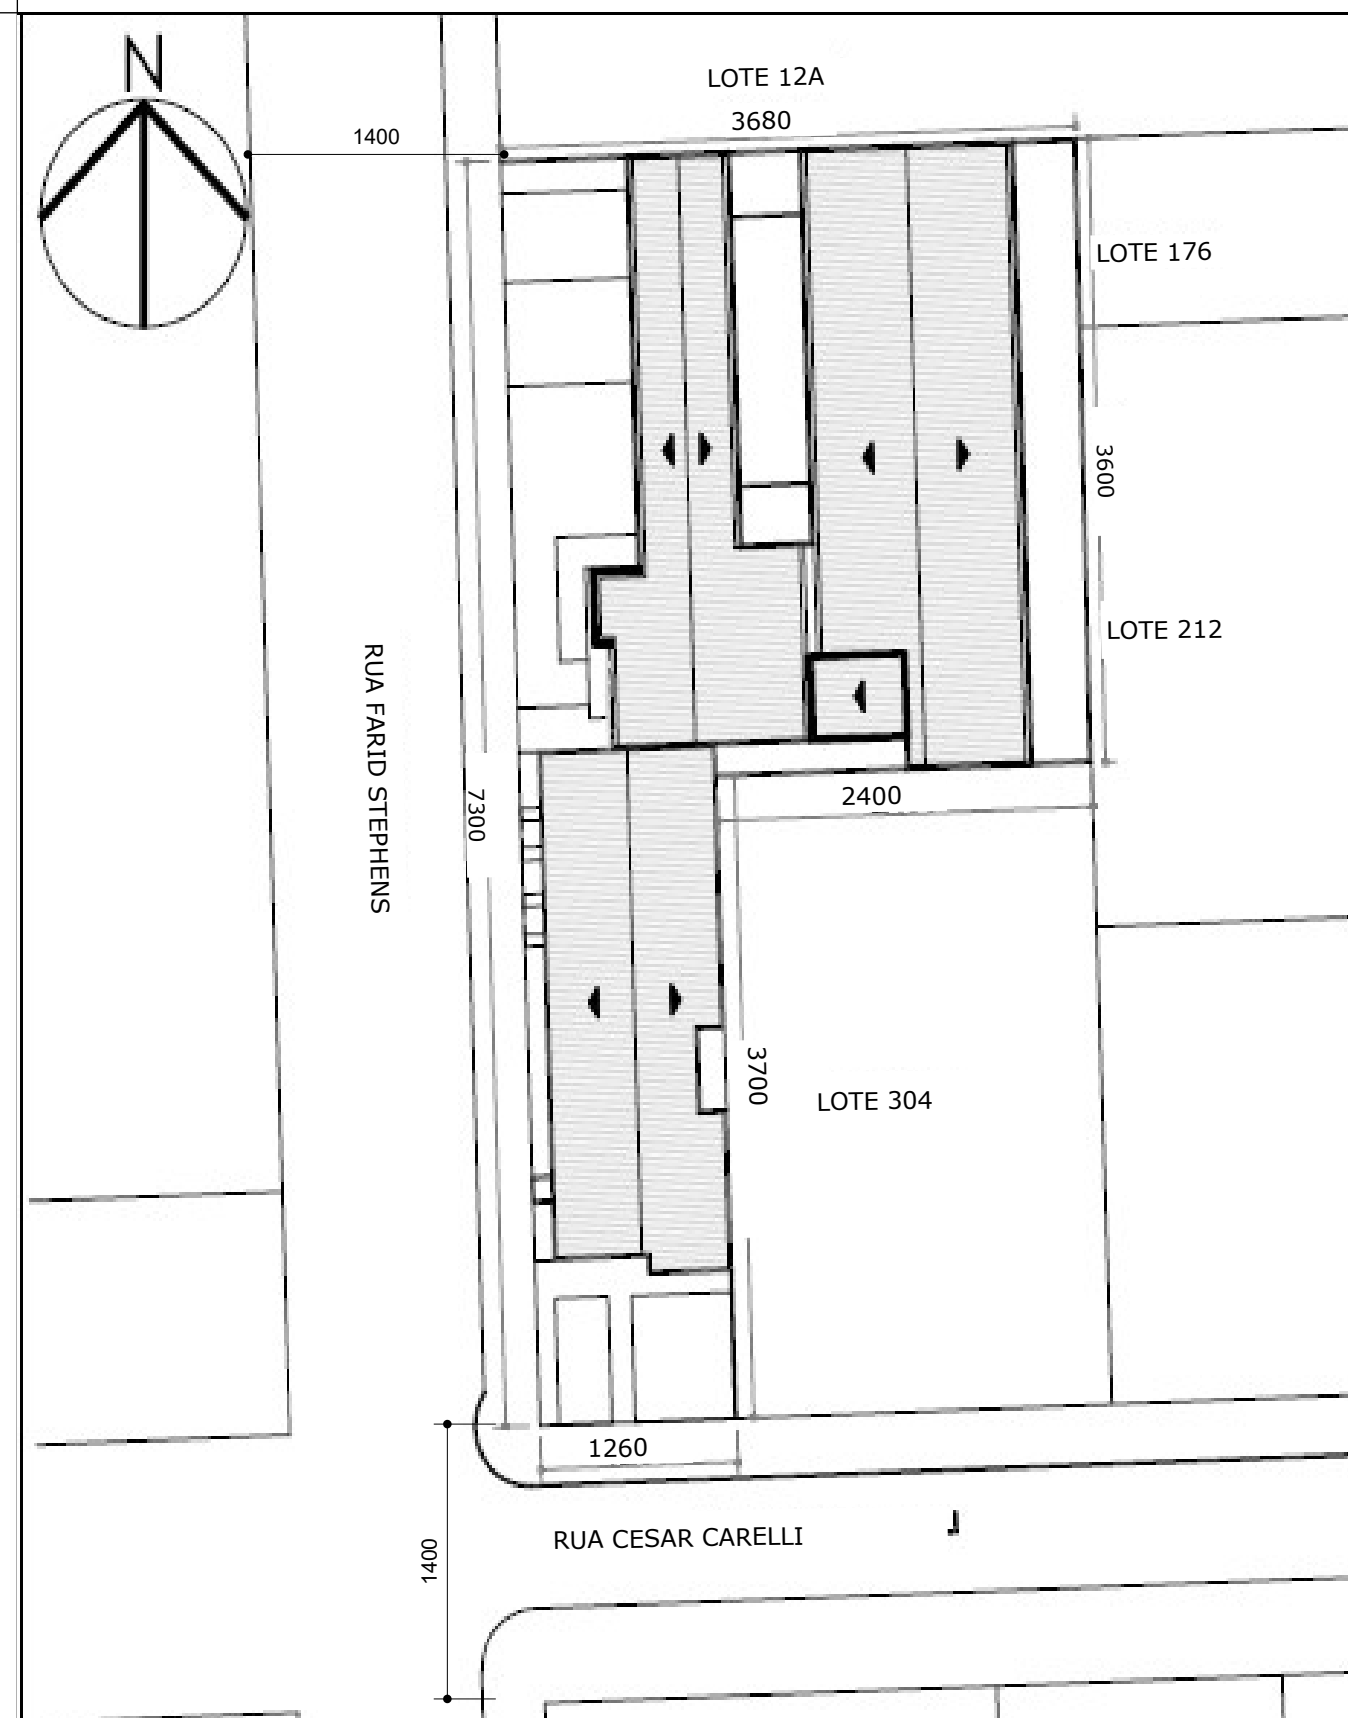 N
LOTE 12A
3680
1400
LOTE 176
3600
LOTE 212
RUA FARID STEPHENS
7300
2400
3700
LOTE 304
1260
RUA CESAR CARELLI
1400